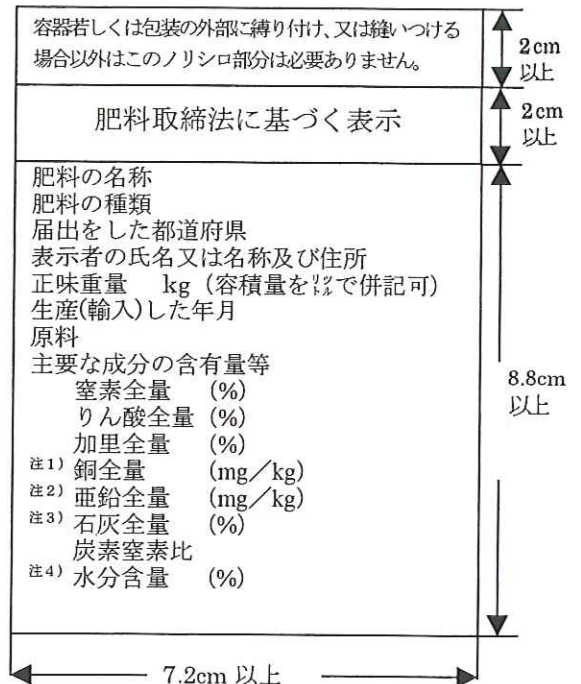 容器若しくは包装の外部に縛り付け、又は縫いつける
場合以外はこのノリシロ部分は必要ありません。
2cm
以上
肥料取締法に基づく表示
2cm
以上
肥料の名称
肥料の種類
届出をした都道府県
表示者の氏名又は名称及び住所
正味重量 kg (容積量をリットルで併記可)
生産(輸入)した年月
原料
主要な成分の含有量等
窒素全量 (%)
りん酸全量 (%)
加里全量 (%)
注1) 銅全量 (mg/kg)
注2) 亜鉛全量 (mg/kg)
注3) 石灰全量 (%)
炭素窒素比
注4) 水分含量 (%)
8.8cm
以上
7.2cm 以上